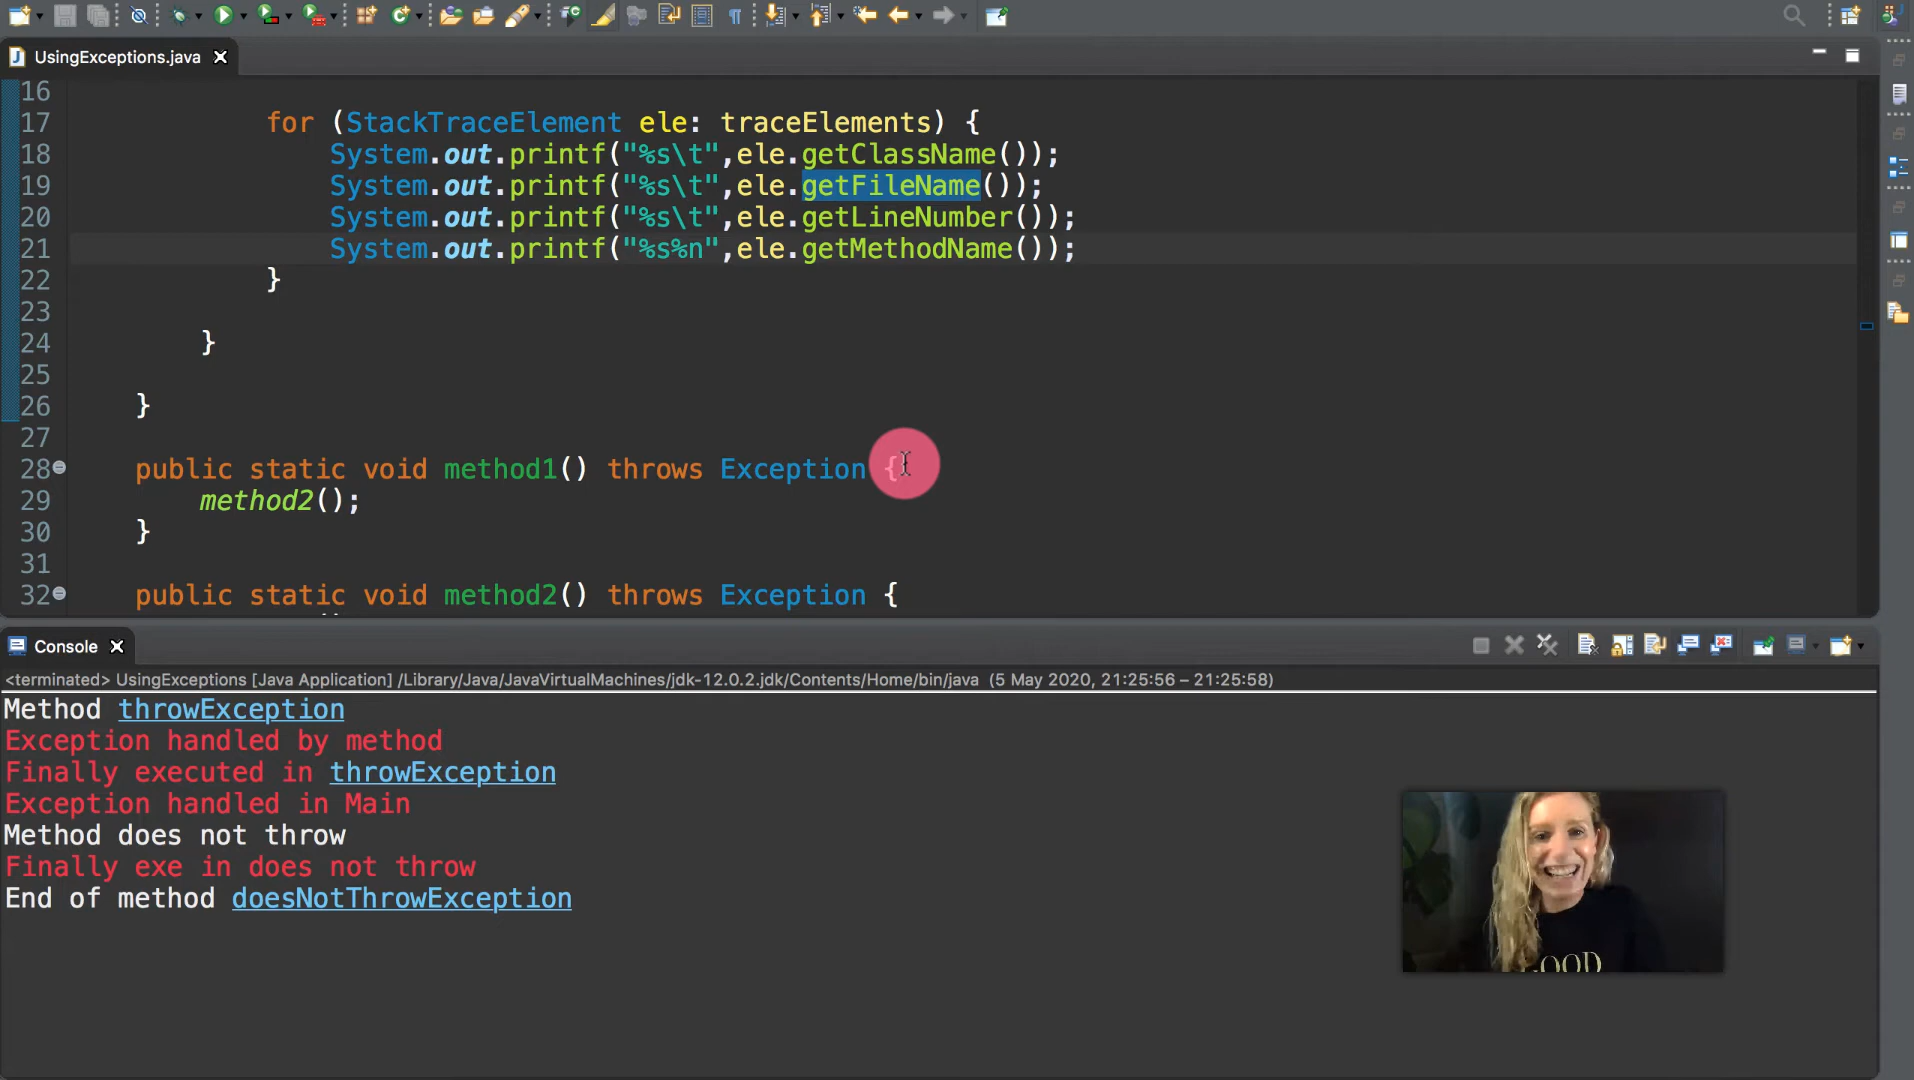 UsingExceptions.java
16
17 for (StackTraceElement ele: traceElements) {
18 System.out.printf("%s\t",ele.getClassName());
19 System.out.printf("%s\t",ele.getFileName());
20 System.out.printf("%s\t",ele.getLineNumber());
21 System.out.printf("%s%n",ele.getMethodName());
22 }
23
24 }
25
26 }
27
28 public static void method1() throws Exception {
29 method2();
30 }
31
32 public static void method2() throws Exception {
Console
<terminated> UsingExceptions [Java Application] /Library/Java/JavaVirtualMachines/jdk-12.0.2.jdk/Contents/Home/bin/java (5 May 2020, 21:25:56 – 21:25:58)
Method throwException
Exception handled by method
Finally executed in throwException
Exception handled in Main
Method does not throw
Finally exe in does not throw
End of method doesNotThrowException